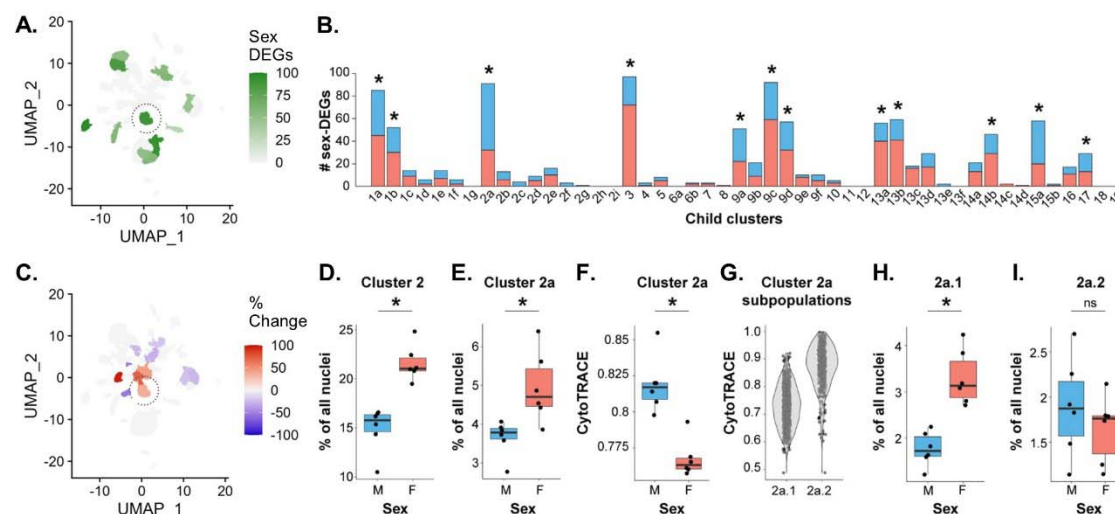 A.
20
10
0
-10
-20
UMAP_2
-10 0 10 20
UMAP_1
Sex
DEGs
100
75
50
25
0
B.
# sex-DEGs
100
80
60
40
20
0
* * * * * * * * * * *
1a 1b 1c 1d 1e 1f 2a 2b 2c 2d 2e 2f 2g 2h 2i 3 4 5 6a 6b 7 8 9a 9b 9c 9d 9e 9f 10 11 12 13a 13b 13c 13d 13e 13f 14a 14b 14c 14d 15a 15b 16 17 18
Child clusters
C.
20
10
0
-10
-20
UMAP_2
-10 0 10 20
UMAP_1
%
Change
100
50
0
-50
-100
D.
Cluster 2
*
% of all nuclei
25
20
15
10
M F
Sex
E.
Cluster 2a
*
% of all nuclei
6
5
4
3
M F
Sex
F.
Cluster 2a
*
CytoTRACE
0.85
0.825
0.8
0.775
M F
Sex
G.
Cluster 2a
subpopulations
CytoTRACE
1.0
0.9
0.8
0.7
0.6
0.5
2a.1 2a.2
H.
2a.1
*
% of all nuclei
4
3
2
M F
Sex
I.
2a.2
ns
% of all nuclei
2.5
2.0
1.5
1.0
M F
Sex